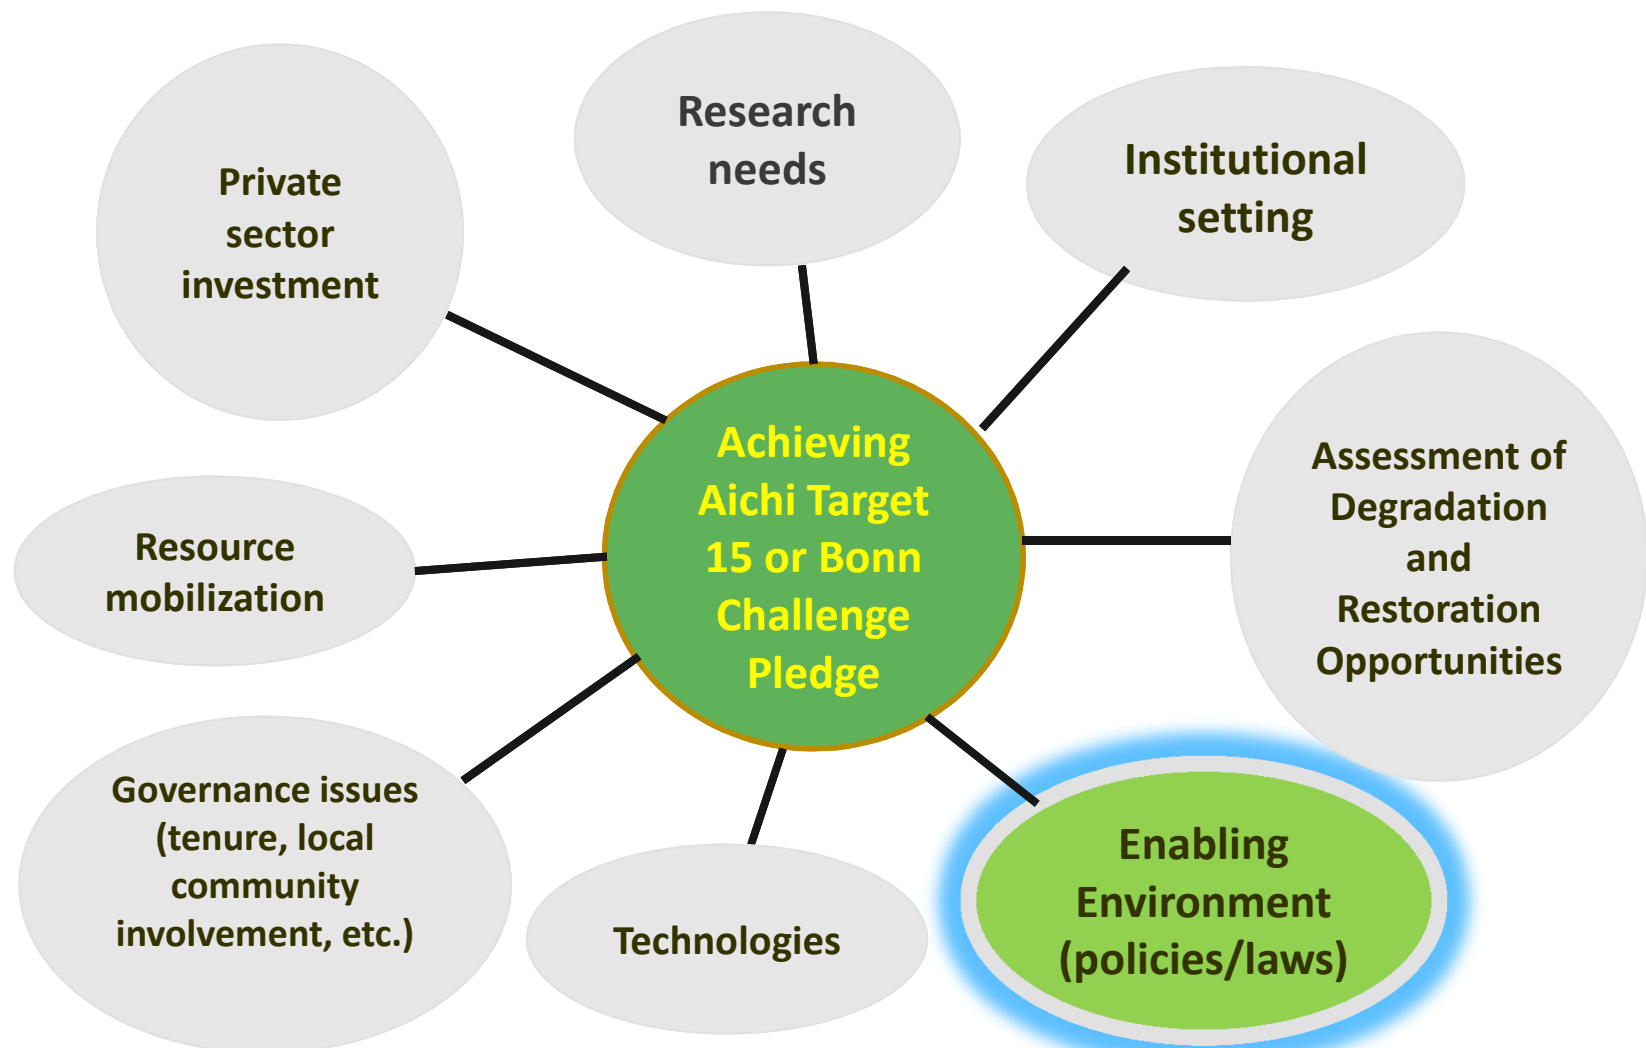 Research
needs
Private
sector
investment
Institutional
setting
Achieving
Aichi Target
15 or Bonn
Challenge
Pledge
Assessment of
Degradation
and
Restoration
Opportunities
Resource
mobilization
Governance issues
(tenure, local
community
involvement, etc.)
Technologies
Enabling
Environment
(policies/laws)